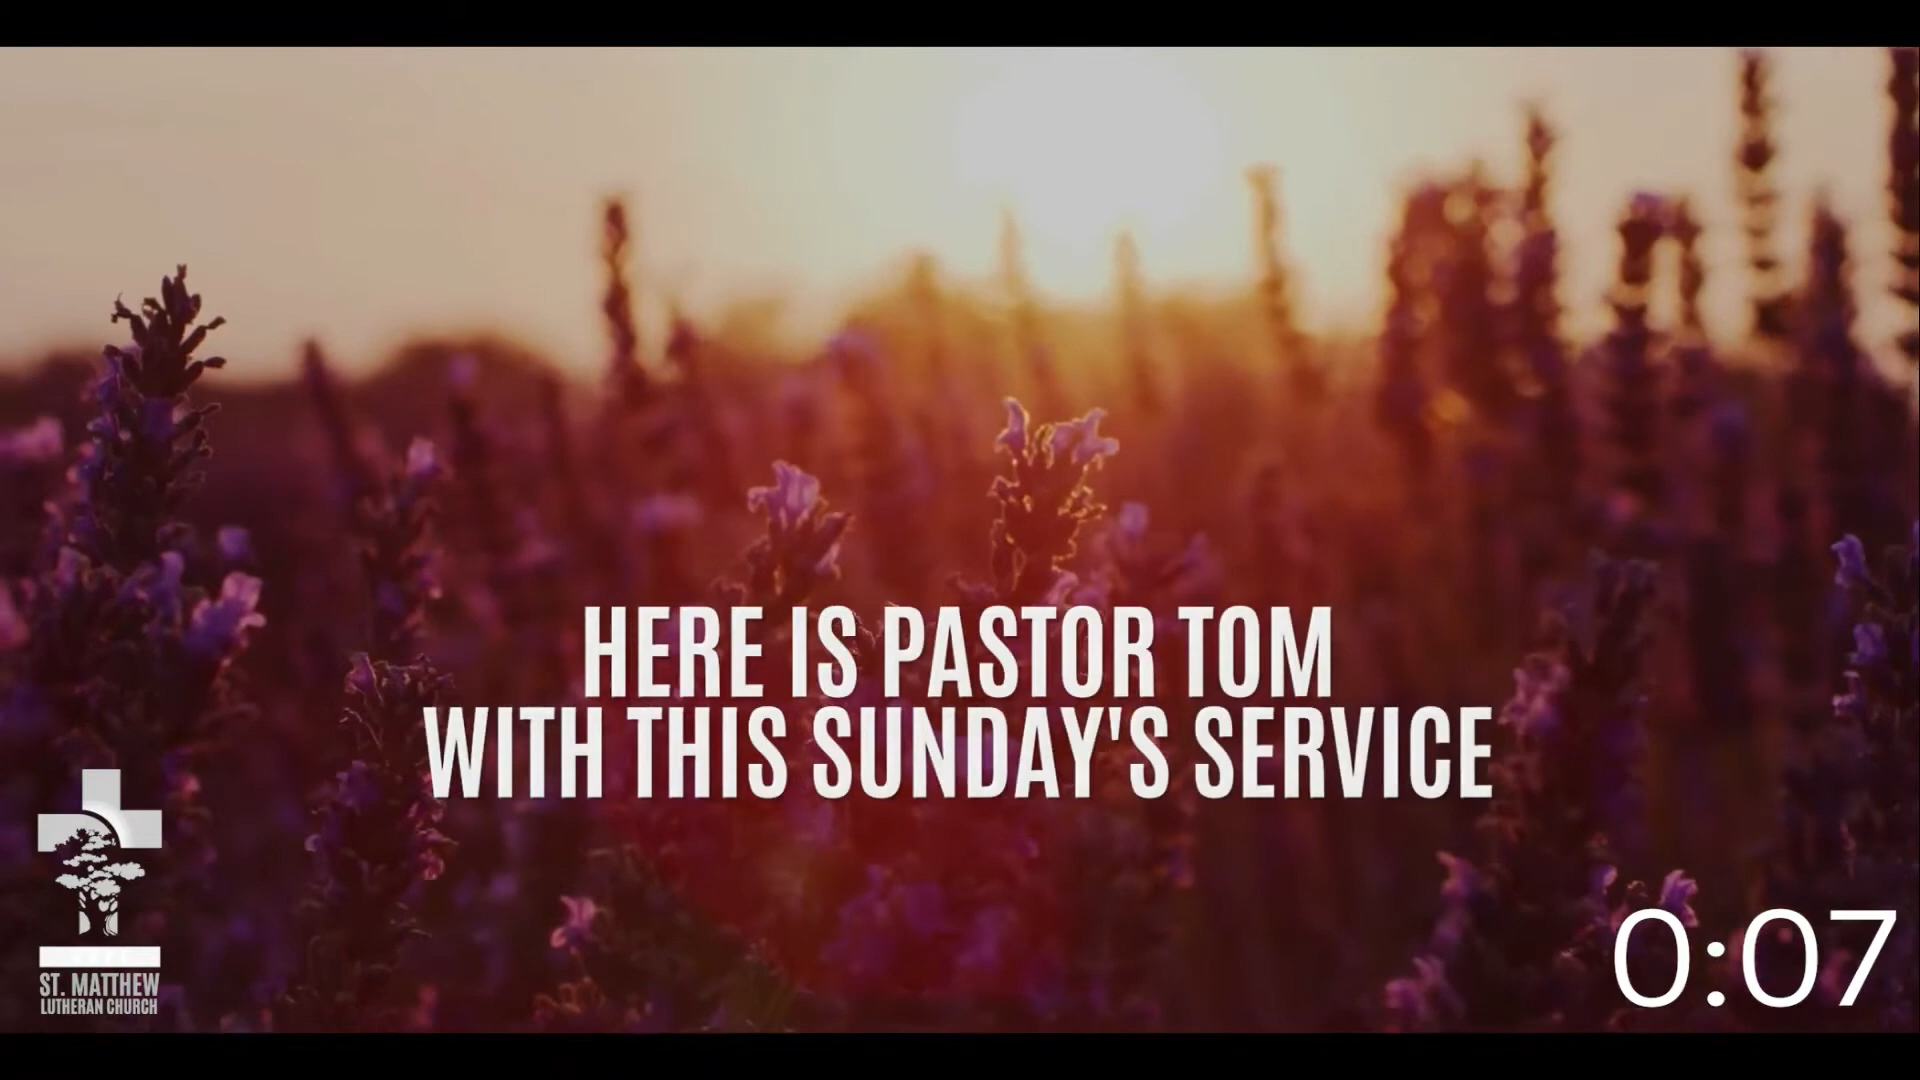 HERE IS PASTOR TOM
WITH THIS SUNDAY'S SERVICE
ST. MATTHEW
LUTHERAN CHURCH
0:07